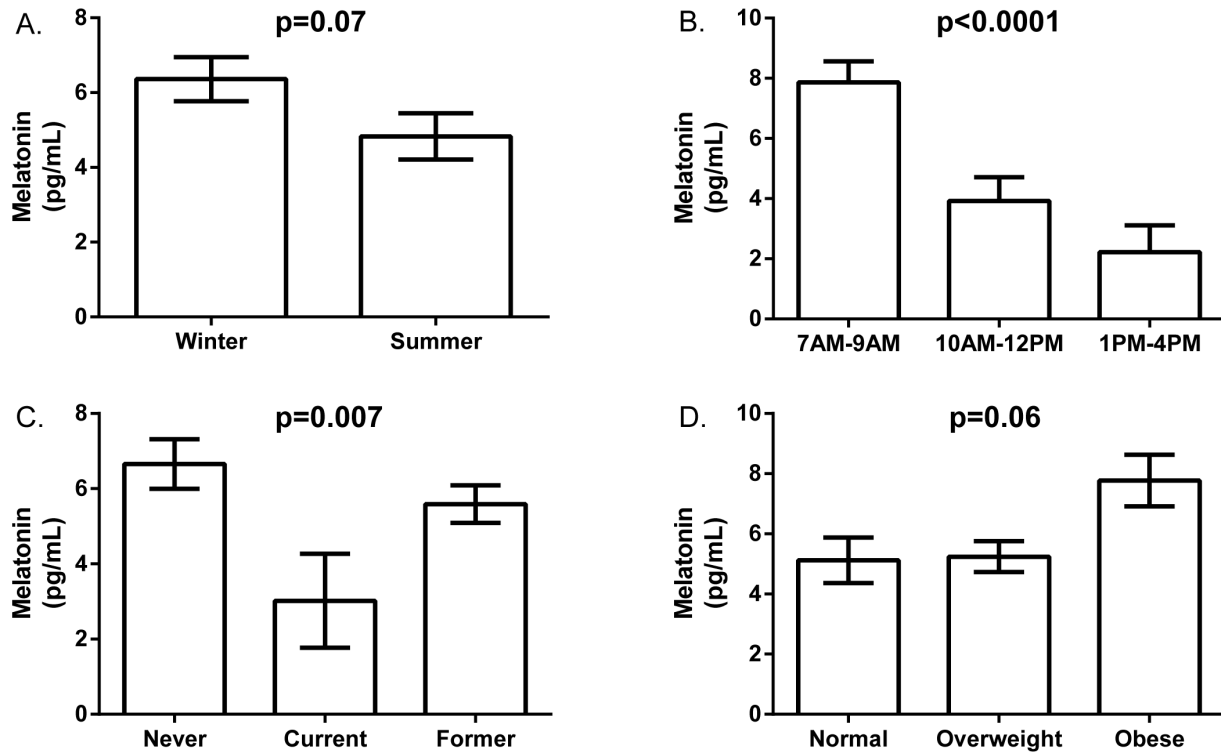 A.
p=0.07
Melatonin
(pg/mL)
8
6
4
2
0
Winter Summer
B.
p<0.0001
Melatonin
(pg/mL)
10
8
6
4
2
0
7AM-9AM 10AM-12PM 1PM-4PM
C.
p=0.007
Melatonin
(pg/mL)
8
6
4
2
0
Never Current Former
D.
p=0.06
Melatonin
(pg/mL)
10
8
6
4
2
0
Normal Overweight Obese